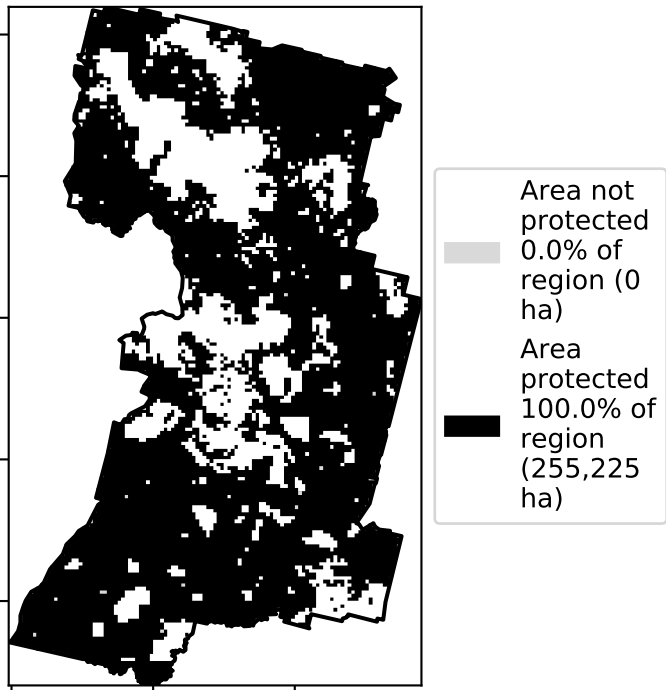 Area not
protected
0.0% of
region (0
ha)
Area
protected
100.0% of
region
(255,225
ha)